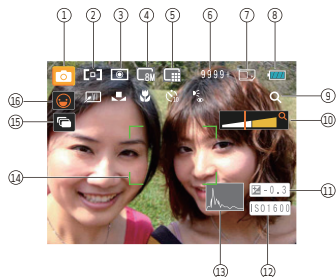 ① ② ③ ④ ⑤ ⑥ ⑦ ⑧
8M 10 9999+
⑯ ⑨
⑮ ⑩
⑭ -0.3 ⑪
ISO1600
⑬ ⑫